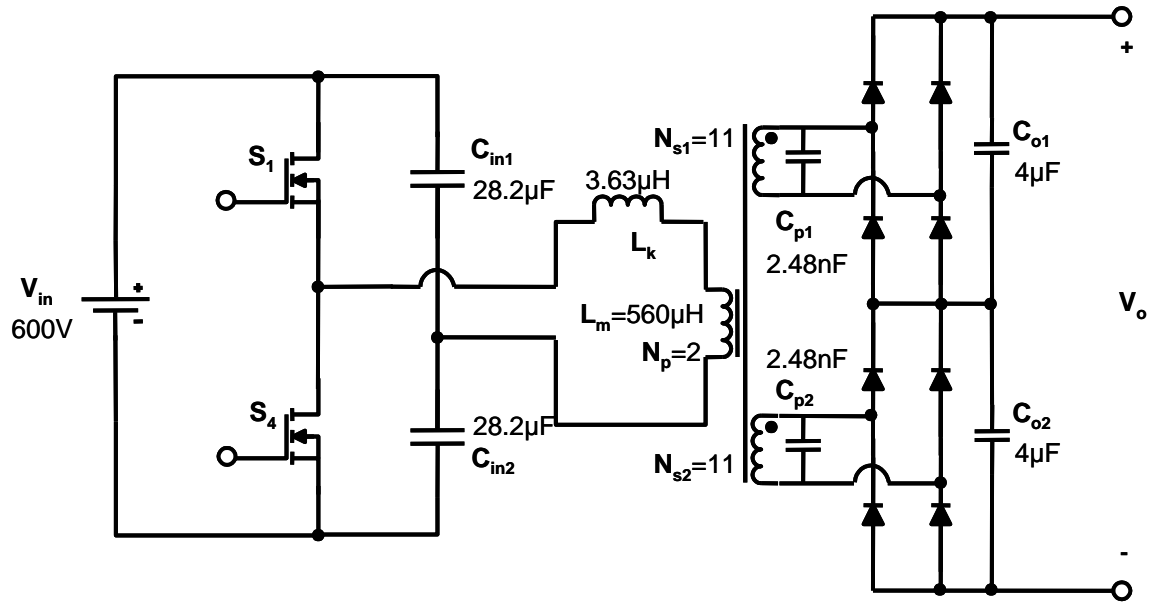 +
S1
Cin1
28.2µF
Vin
600V
+
-
S4
28.2µF
Cin2
3.63µH
Lk
Lm=560µH
Np=2
Ns1=11
Cp1
2.48nF
2.48nF
Cp2
Ns2=11
Co1
4µF
Vo
Co2
4µF
-